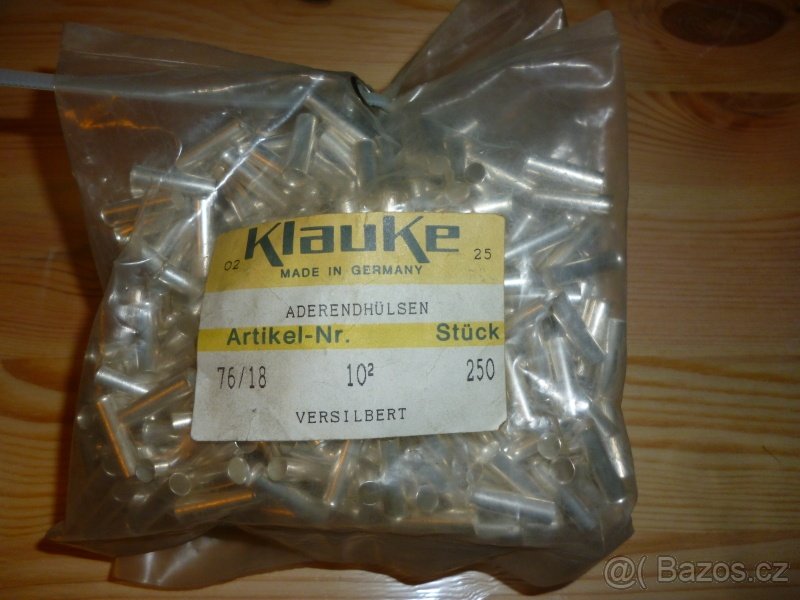 Klauke
02 MADE IN GERMANY 25
ADERENDHÜLSEN
Artikel-Nr. Stück
76/18 10² 250
VERSILBERT
@( Bazos.cz